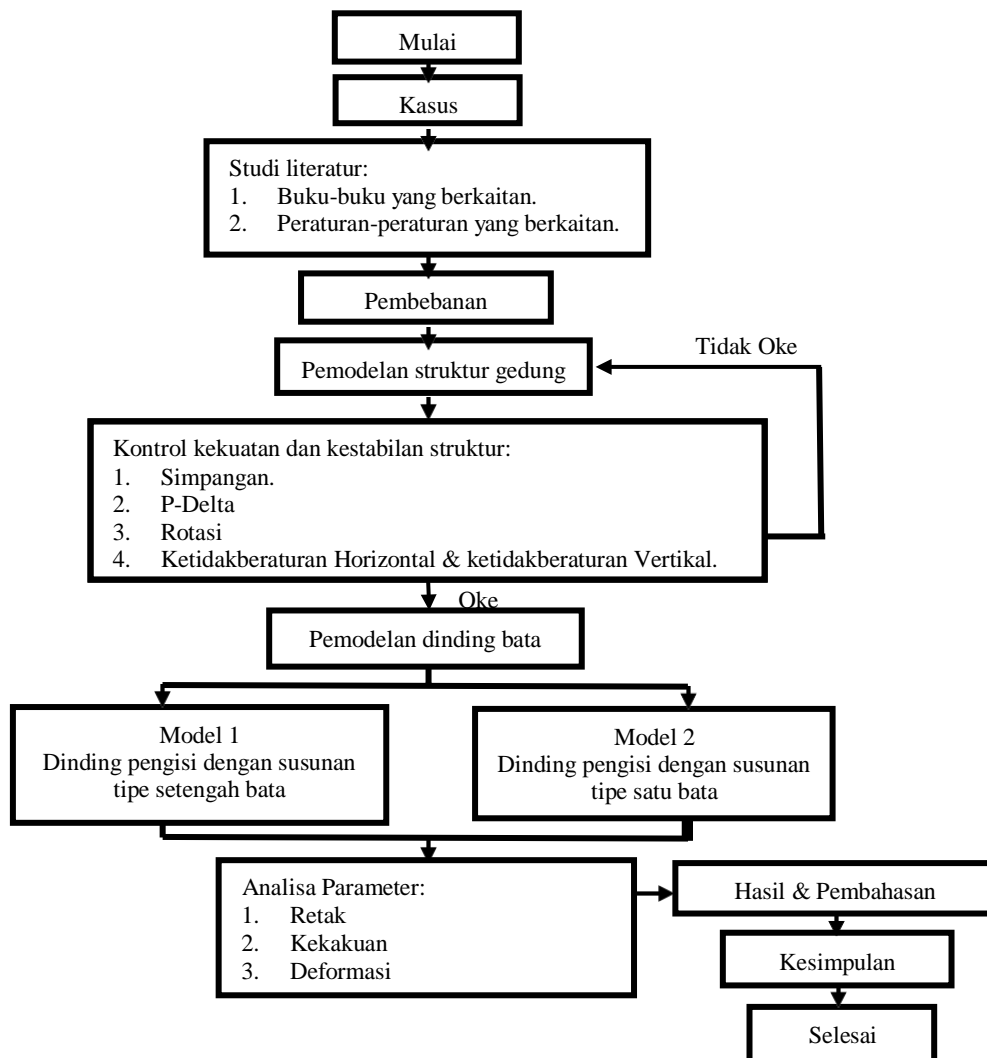 Mulai
Kasus
Studi literatur:
1. Buku-buku yang berkaitan.
2. Peraturan-peraturan yang berkaitan.
Pembebanan
Tidak Oke
Pemodelan struktur gedung
Kontrol kekuatan dan kestabilan struktur:
1. Simpangan.
2. P-Delta
3. Rotasi
4. Ketidakberaturan Horizontal & ketidakberaturan Vertikal.
Oke
Pemodelan dinding bata
Model 1
Dinding pengisi dengan susunan
tipe setengah bata
Model 2
Dinding pengisi dengan susunan
tipe satu bata
Analisa Parameter:
1. Retak
2. Kekakuan
3. Deformasi
Hasil & Pembahasan
Kesimpulan
Selesai